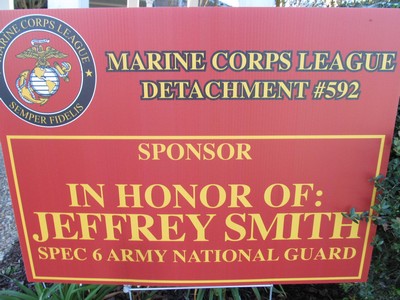 MARINE CORPS LEAGUE
SEMPER FIDELIS
MARINE CORPS LEAGUE
DETACHMENT #592
SPONSOR
IN HONOR OF:
JEFFREY SMITH
SPEC 6 ARMY NATIONAL GUARD